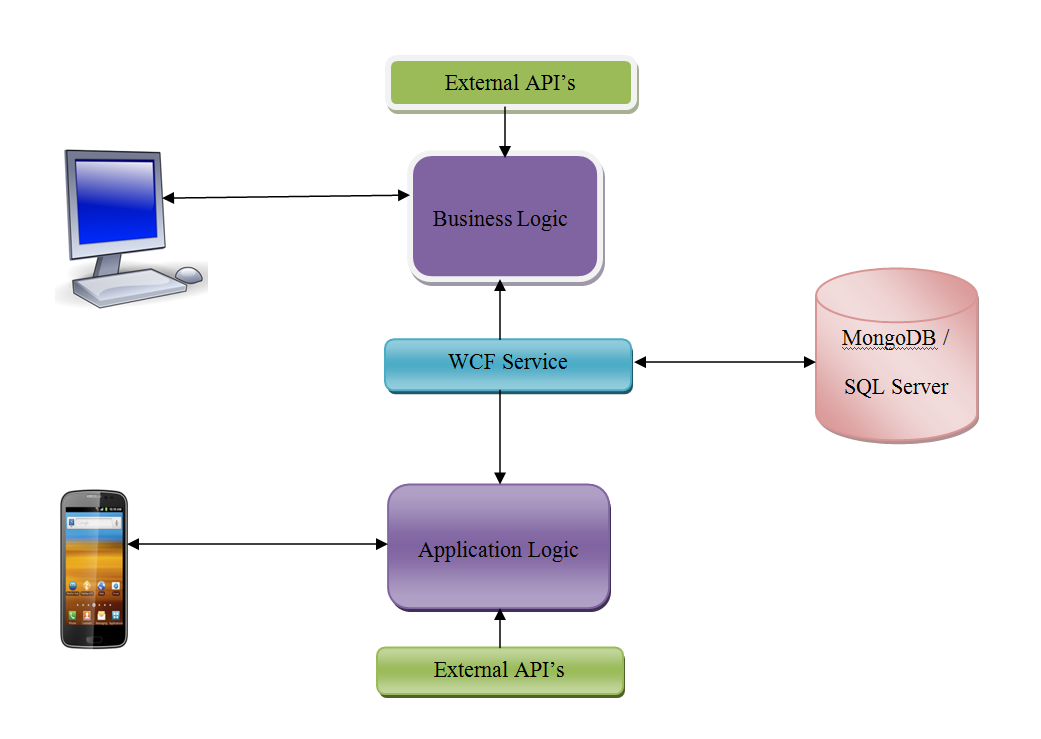 External API’s
Business Logic
WCF Service
MongoDB /
SQL Server
Application Logic
External API’s